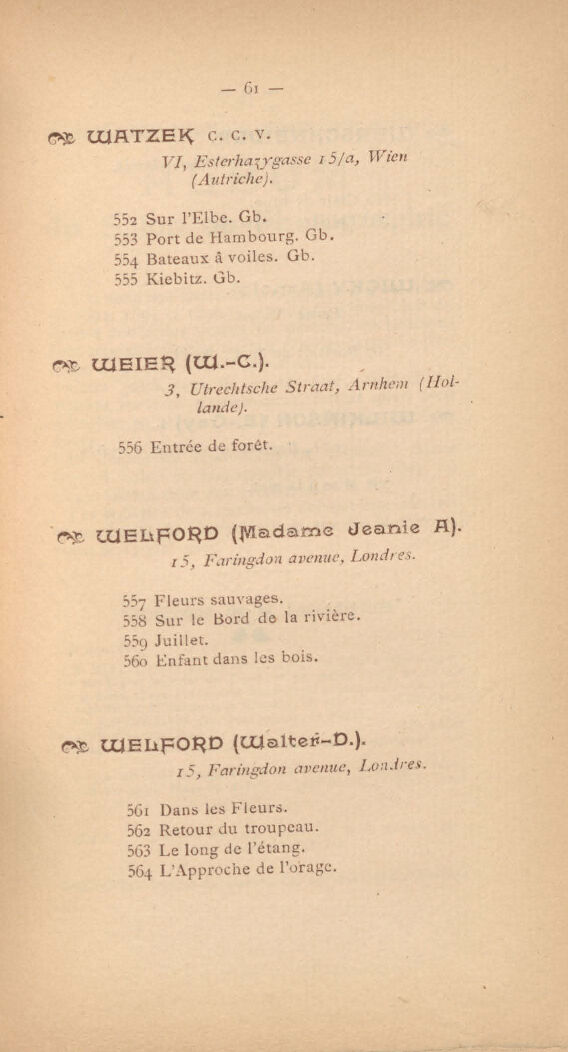 — 61 —
WATZEK C. C. V.
VI, Esterhazygasse 15/a, Wien
(Autriche).
552 Sur l'Elbe. Gb.
553 Port de Hambourg. Gb.
554 Bateaux â voiles. Gb.
555 Kiebitz. Gb.
WEIER (W.-C.).
3, Utrechtsche Straat, Arnhem (Hol-
lande).
556 Entrée de forêt.
WELFORD (Madame Jeanie A).
15, Faringdon avenue, Londres.
557 Fleurs sauvages.
558 Sur le Bord de la rivière.
559 Juillet.
560 Enfant dans les bois.
WELFORD (Walter-D.).
15, Faringdon avenue, Londres.
561 Dans les Fleurs.
562 Retour du troupeau.
563 Le long de l'étang.
564 L'Approche de l'orage.